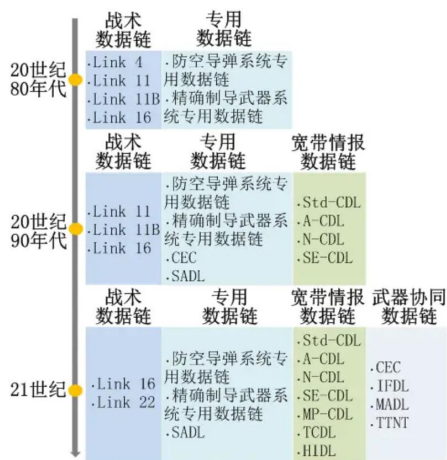 战术
数据链
专用
数据链
20世纪
80年代
.Link 4
.Link 11
.Link 11B
.Link 16
.防空导弹系统专
用数据链
.精确制导武器系
统专用数据链
战术
数据链
专用
数据链
宽带情报
数据链
20世纪
90年代
.Link 11
.Link 11B
.Link 16
.防空导弹系统专
用数据链
.精确制导武器系
统专用数据链
.CEC
.SADL
.Std-CDL
.A-CDL
.N-CDL
.SE-CDL
战术
数据链
专用
数据链
宽带情报
数据链
武器协同
数据链
21世纪
.Link 16
.Link 22
.防空导弹系统专
用数据链
.精确制导武器系
统专用数据链
.SADL
.Std-CDL
.A-CDL
.N-CDL
.SE-CDL
.MP-CDL
.TCDL
.HIDL
.CEC
.IFDL
.MADL
.TTNT